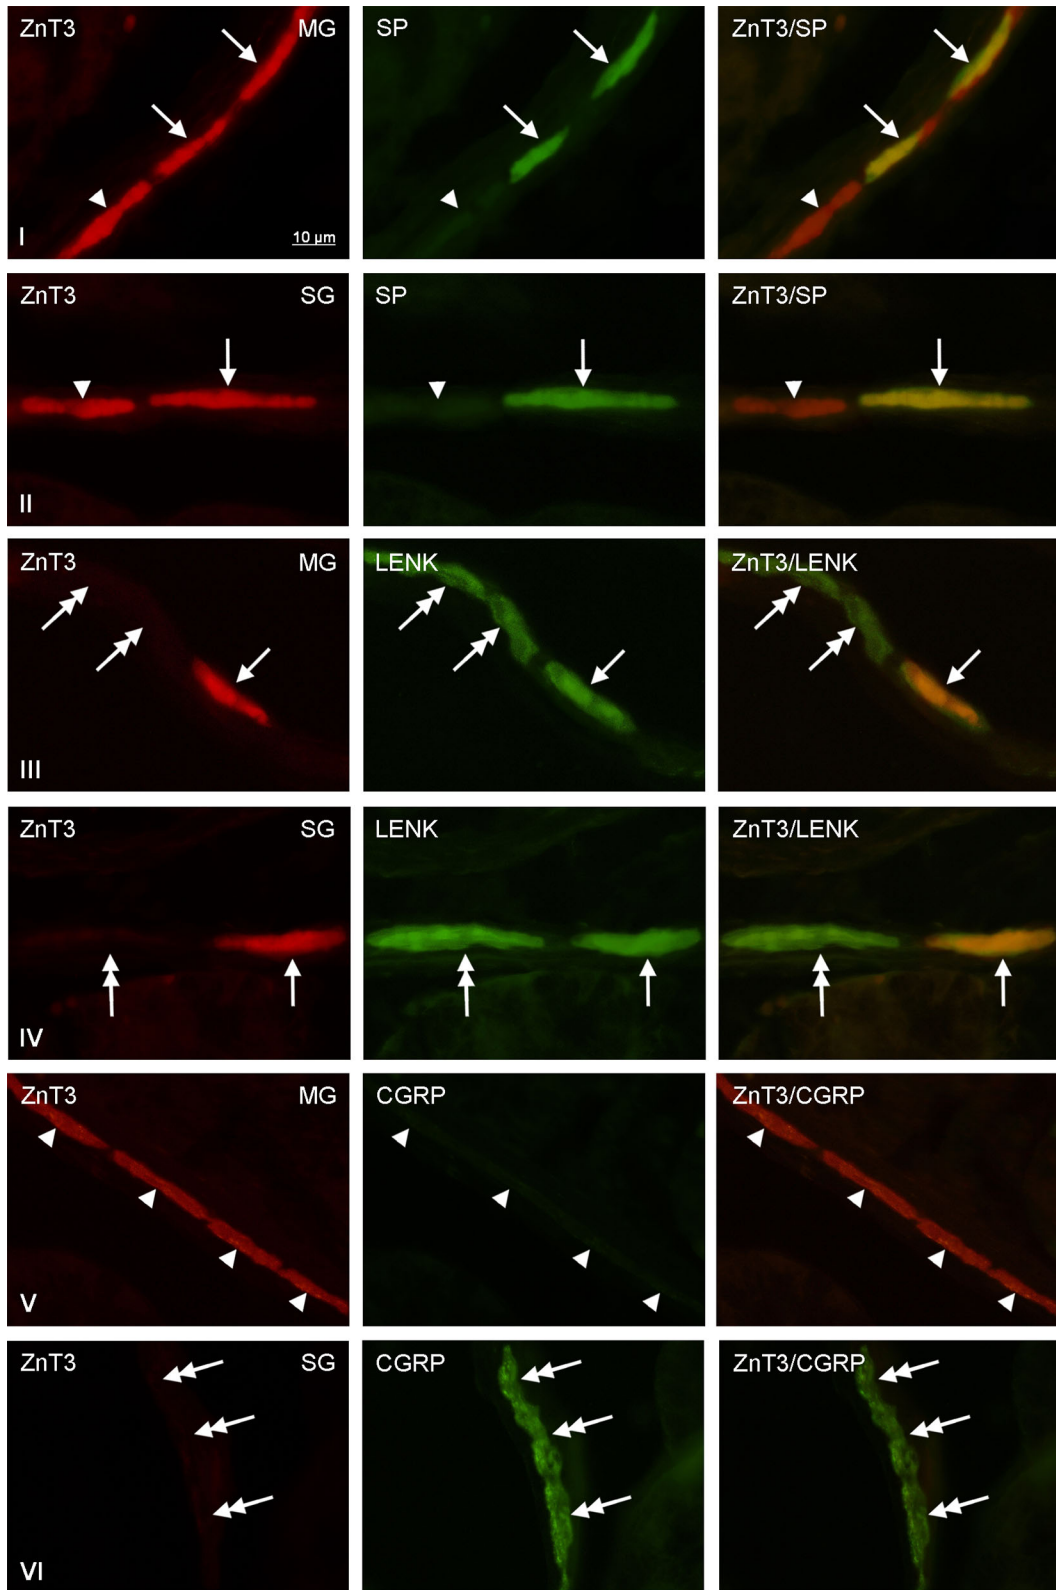 ZnT3 MG SP ZnT3/SP
I 10 µm
ZnT3 SG SP ZnT3/SP
II
ZnT3 MG LENK ZnT3/LENK
III
ZnT3 SG LENK ZnT3/LENK
IV
ZnT3 MG CGRP ZnT3/CGRP
V
ZnT3 SG CGRP ZnT3/CGRP
VI